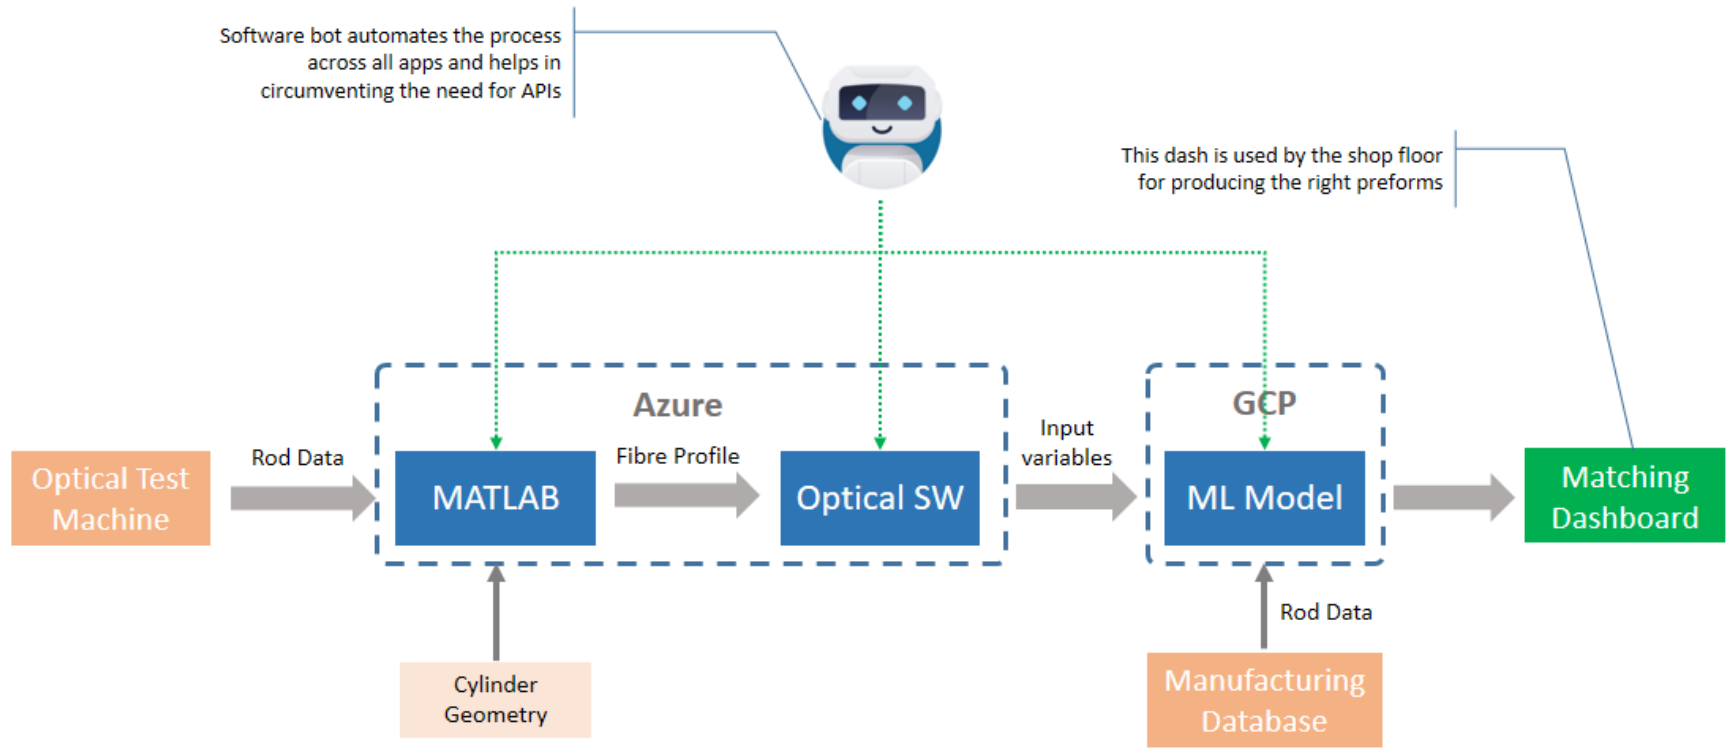 Software bot automates the process
across all apps and helps in
circumventing the need for APIs
This dash is used by the shop floor
for producing the right preforms
Azure
GCP
Optical Test
Machine
Rod Data
MATLAB
Fibre Profile
Optical SW
Input
variables
ML Model
Matching
Dashboard
Cylinder
Geometry
Rod Data
Manufacturing
Database